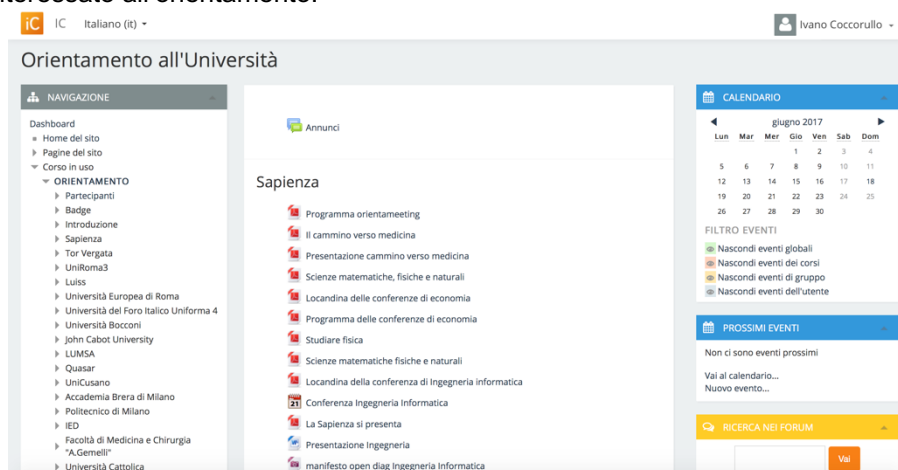 interessato all'orientamento.
iC IC Italiano (it)
Ivano Coccorullo
Orientamento all'Università
NAVIGAZIONE
Dashboard
Home del sito
Pagine del sito
Corso in uso
ORIENTAMENTO
Partecipanti
Badge
Introduzione
Sapienza
Tor Vergata
UniRoma3
Luiss
Università Europea di Roma
Università del Foro Italico Uniforma 4
Università Bocconi
John Cabot University
LUMSA
Quasar
UniCusano
Accademia Brera di Milano
Politecnico di Milano
IED
Facoltà di Medicina e Chirurgia
"A.Gemelli"
Università Cattolica
Annunci
Sapienza
Programma orientameeting
Il cammino verso medicina
Presentazione cammino verso medicina
Scienze matematiche, fisiche e naturali
Locandina delle conferenze di economia
Programma delle conferenze di economia
Studiare fisica
Scienze matematiche fisiche e naturali
Locandina della conferenza di Ingegneria informatica
21 Conferenza Ingegneria Informatica
La Sapienza si presenta
Presentazione Ingegneria
manifesto open diag Ingegneria Informatica
CALENDARIO
giugno 2017
Lun Mar Mer Gio Ven Sab Dom
1 2 3 4
5 6 7 8 9 10 11
12 13 14 15 16 17 18
19 20 21 22 23 24 25
26 27 28 29 30
FILTRO EVENTI
Nascondi eventi globali
Nascondi eventi dei corsi
Nascondi eventi di gruppo
Nascondi eventi dell'utente
PROSSIMI EVENTI
Non ci sono eventi prossimi
Vai al calendario...
Nuovo evento...
RICERCA NEI FORUM
Vai